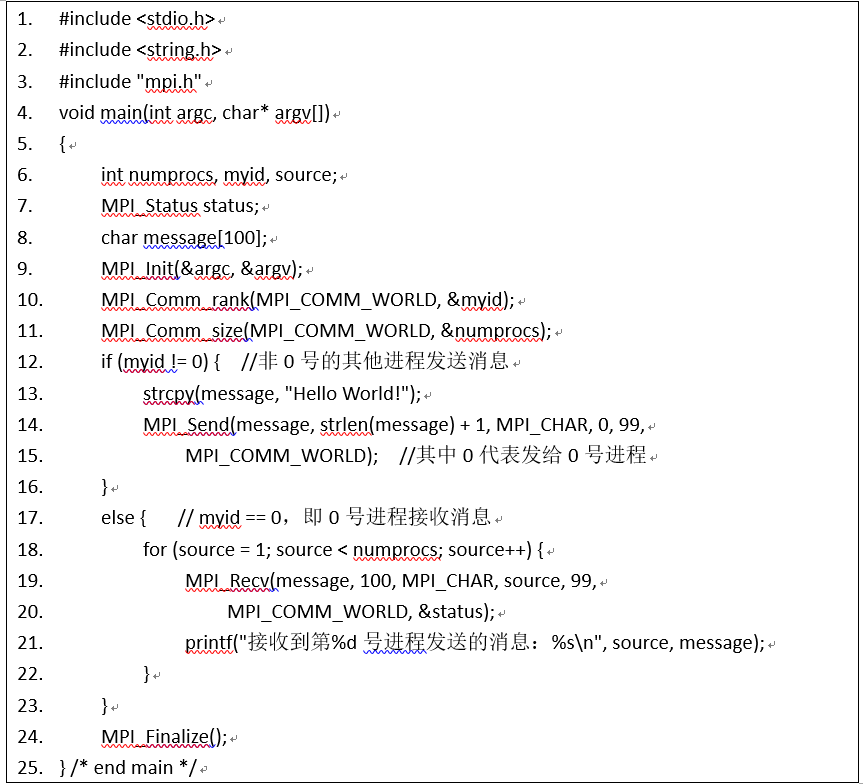 1. #include <stdio.h>
2. #include <string.h>
3. #include "mpi.h"
4. void main(int argc, char* argv[])
5. {
6. int numprocs, myid, source;
7. MPI_Status status;
8. char message[100];
9. MPI_Init(&argc, &argv);
10. MPI_Comm_rank(MPI_COMM_WORLD, &myid);
11. MPI_Comm_size(MPI_COMM_WORLD, &numprocs);
12. if (myid != 0) { //非 0 号的其他进程发送消息
13. strcpy(message, "Hello World!");
14. MPI_Send(message, strlen(message) + 1, MPI_CHAR, 0, 99,
15. MPI_COMM_WORLD); //其中 0 代表发给 0 号进程
16. }
17. else { // myid == 0，即 0 号进程接收消息
18. for (source = 1; source < numprocs; source++) {
19. MPI_Recv(message, 100, MPI_CHAR, source, 99,
20. MPI_COMM_WORLD, &status);
21. printf("接收到第%d 号进程发送的消息：%s\n", source, message);
22. }
23. }
24. MPI_Finalize();
25. } /* end main */